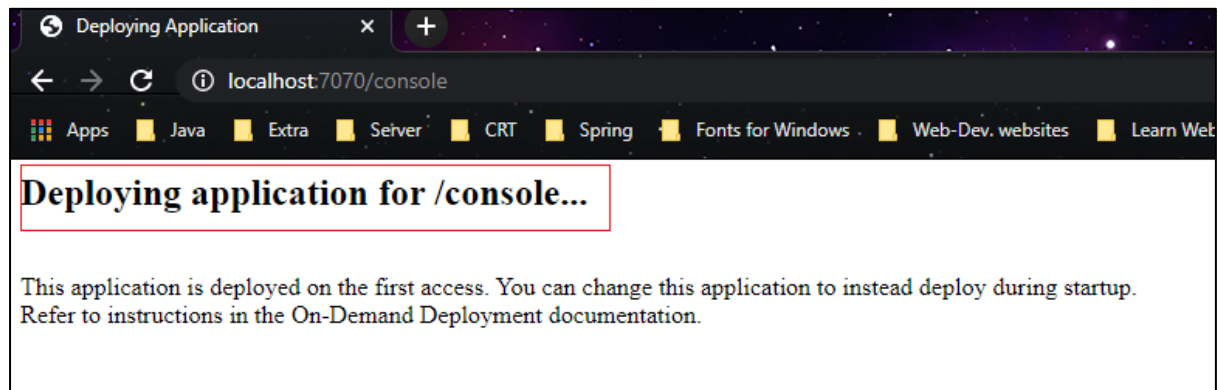 Deploying Application
localhost:7070/console
Apps Java Extra Server CRT Spring Fonts for Windows Web-Dev. websites Learn Wet
Deploying application for /console...
This application is deployed on the first access. You can change this application to instead deploy during startup.
Refer to instructions in the On-Demand Deployment documentation.